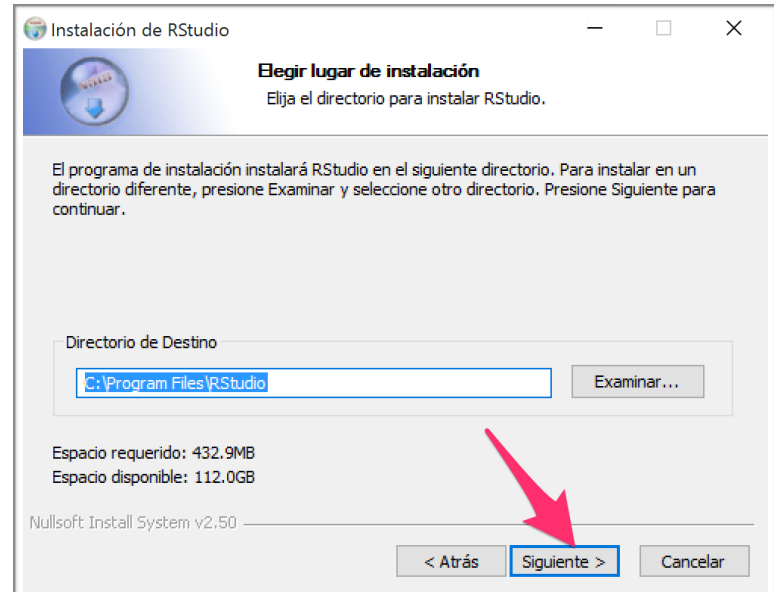 Instalación de RStudio
Elegir lugar de instalación
Elija el directorio para instalar RStudio.
El programa de instalación instalará RStudio en el siguiente directorio. Para instalar en un
directorio diferente, presione Examinar y seleccione otro directorio. Presione Siguiente para
continuar.
Directorio de Destino
C:\Program Files\RStudio
Examinar...
Espacio requerido: 432.9MB
Espacio disponible: 112.0GB
Nullsoft Install System v2.50
< Atrás
Siguiente >
Cancelar